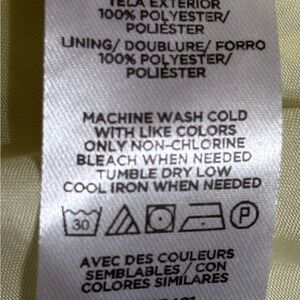 TELA EXTERIOR
100% POLYESTER/
POLIÉSTER
LINING/ DOUBLURE/ FORRO
100% POLYESTER/
POLIÉSTER
MACHINE WASH COLD
WITH LIKE COLORS
ONLY NON-CHLORINE
BLEACH WHEN NEEDED
TUMBLE DRY LOW
COOL IRON WHEN NEEDED
30 P
AVEC DES COULEURS
SEMBLABLES / CON
COLORES SIMILARES